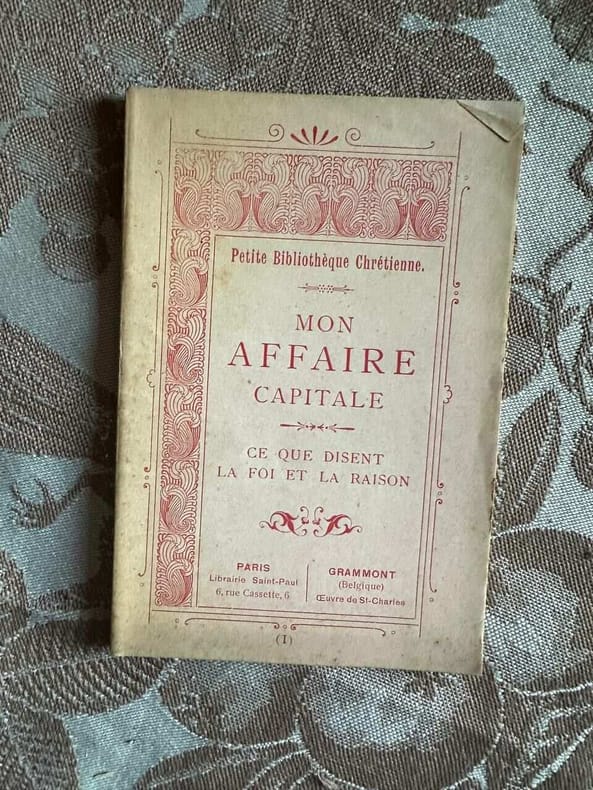 Petite Bibliothèque Chrétienne.
MON
AFFAIRE
CAPITALE
CE QUE DISENT
LA FOI ET LA RAISON
PARIS
Librairie Saint-Paul
6, rue Cassette, 6
GRAMMONT
(Belgique)
Œuvre de St-Charles
(I)